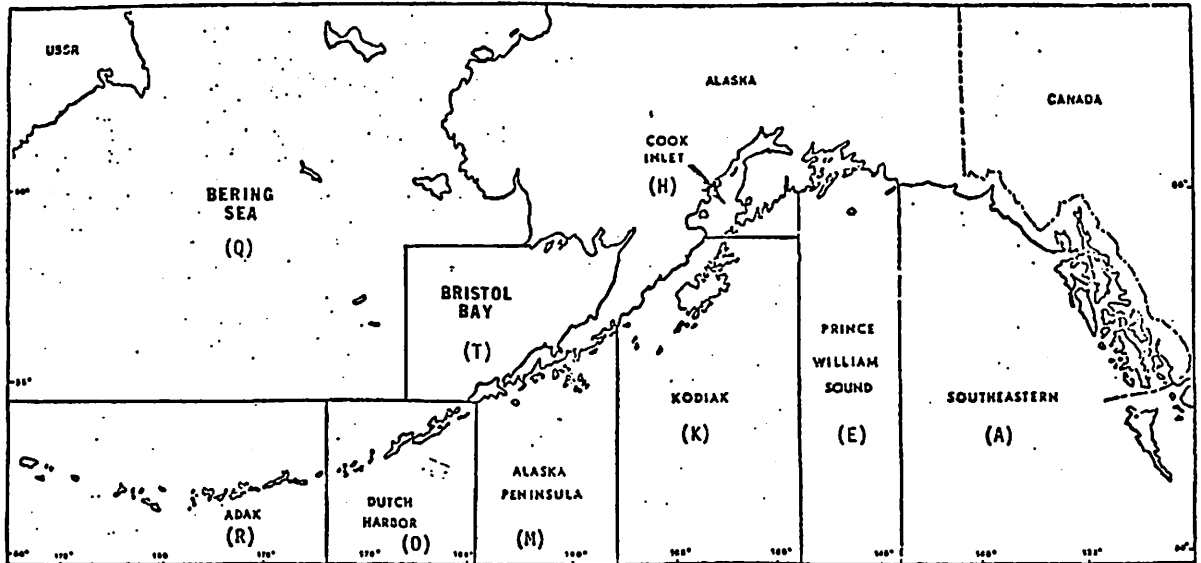 USSR
ALASKA
CANADA
COOK
INLET
(H)
BERING
SEA
(Q)
BRISTOL
BAY
(T)
PRINCE
WILLIAM
SOUND
(E)
KODIAK
(K)
SOUTHEASTERN
(A)
ALASKA
PENINSULA
(M)
DUTCH
HARBOR
(O)
ADAK
(R)